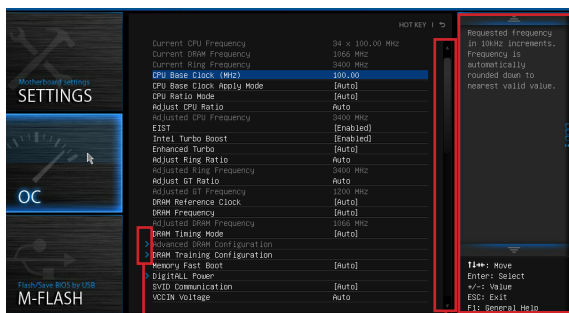 HOT KEY
Motherboard settings
SETTINGS
OC
Flash/Save BIOS by USB
M-FLASH
Current CPU Frequency 34 x 100.00 MHz
Current DRAM Frequency 1066 MHz
Current Ring Frequency 3400 MHz
CPU Base Clock (MHz) 100.00
CPU Base Clock Apply Mode [Auto]
CPU Ratio Mode [Auto]
Adjust CPU Ratio Auto
Adjusted CPU Frequency 3400 MHz
EIST [Enabled]
Intel Turbo Boost [Enabled]
Enhanced Turbo [Auto]
Adjust Ring Ratio Auto
Adjusted Ring Frequency 3400 MHz
Adjust GT Ratio Auto
Adjusted GT Frequency 1200 MHz
DRAM Reference Clock [Auto]
DRAM Frequency [Auto]
Adjusted DRAM Frequency 1066 MHz
DRAM Timing Mode [Auto]
Advanced DRAM Configuration
DRAM Training Configuration
Memory Fast Boot [Auto]
DigitALL Power
SVID Communication [Auto]
VCCIN Voltage Auto
Requested frequency
in 10kHz increments.
Frequency is
automatically
rounded down to
nearest valid value.
↑↓→←: Move
Enter: Select
+/-: Value
ESC: Exit
F1: General Help